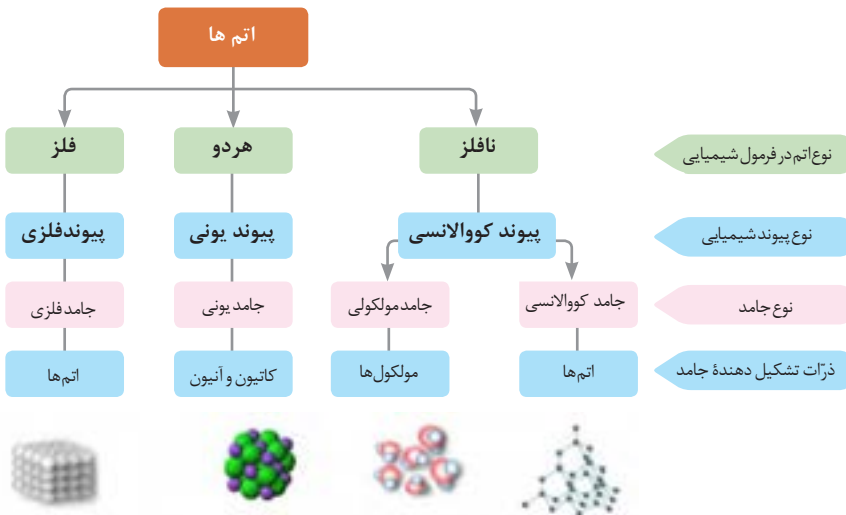 اتم ها
نوع اتم در فرمول شیمیایی
نافلز
هردو
فلز
نوع پیوند شیمیایی
پیوند کووالانسی
پیوند یونی
پیوند فلزی
نوع جامد
جامد کووالانسی
جامد مولکولی
جامد یونی
جامد فلزی
ذرّات تشکیل دهندۀ جامد
اتم‌ها
مولکول‌ها
کاتیون و آنیون
اتم‌ها